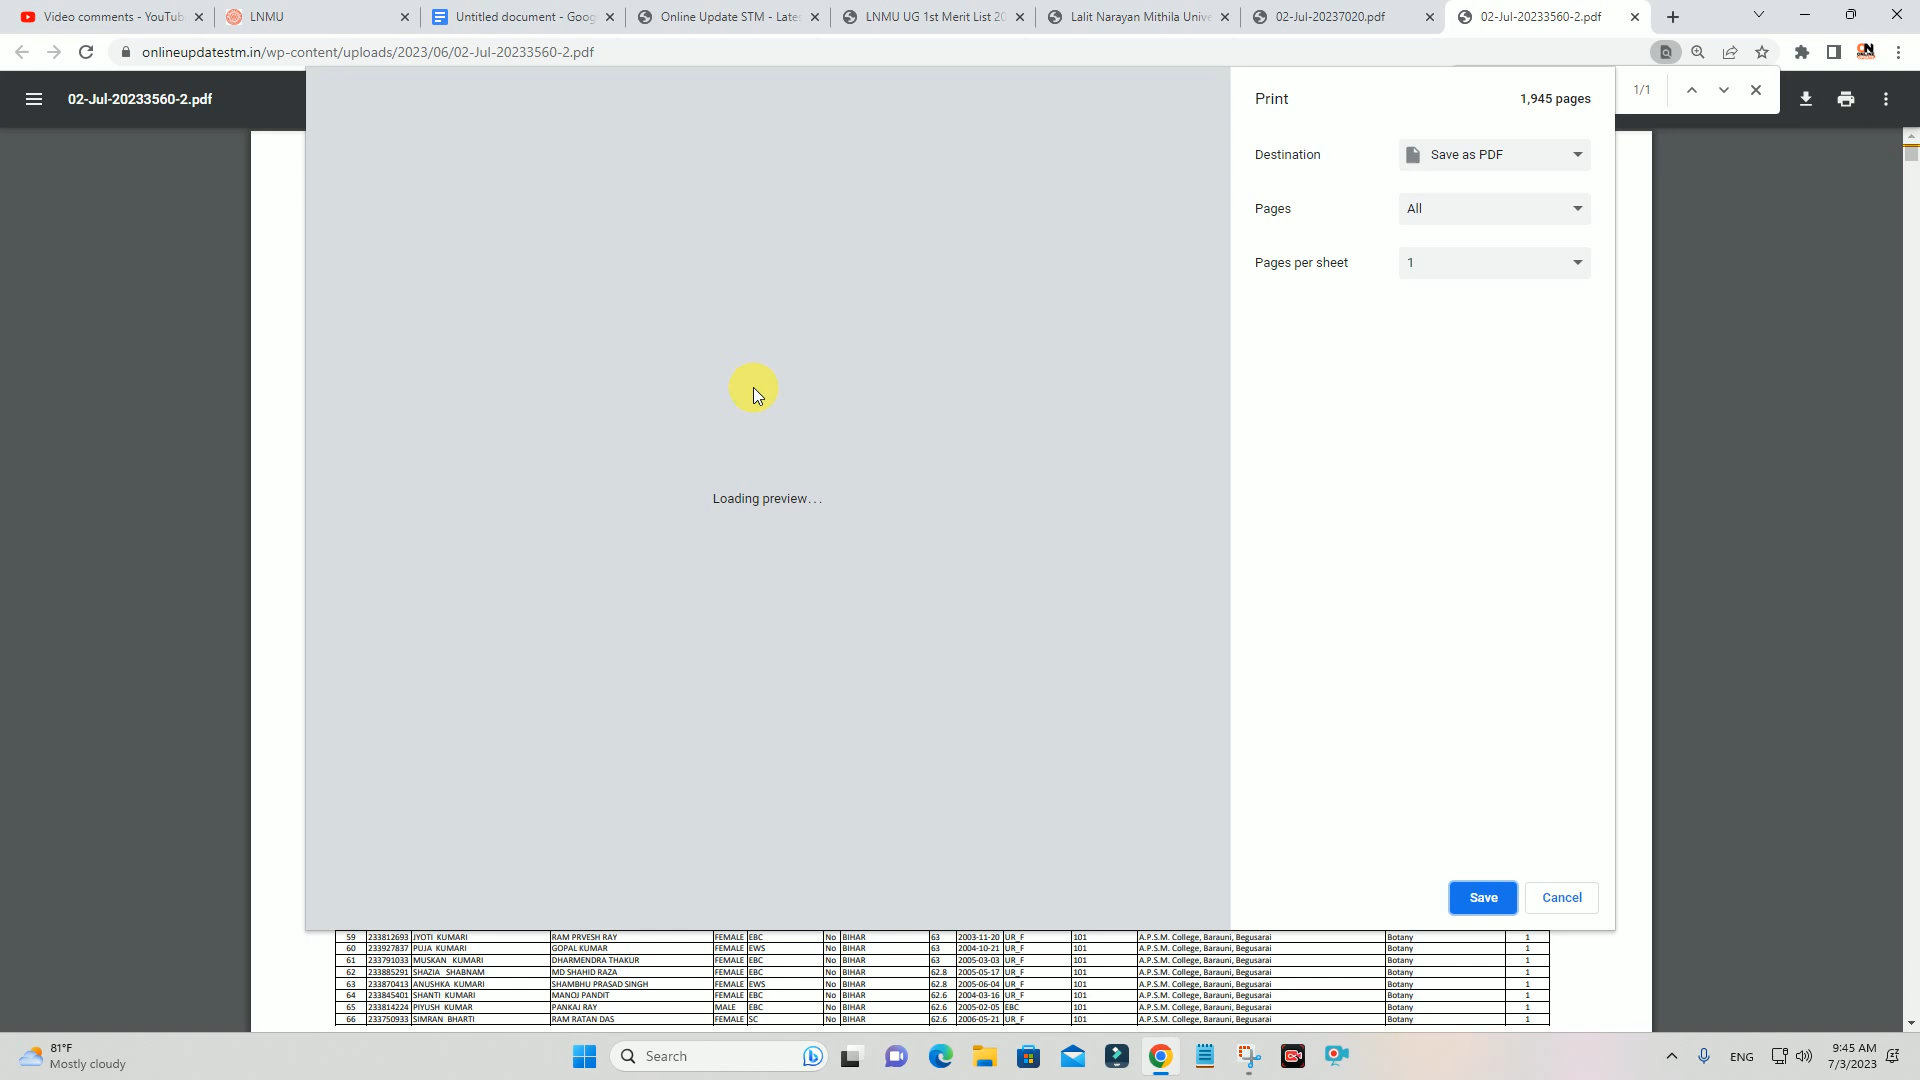 Video comments - YouTub
LNMU
Untitled document - Goog
Online Update STM - Late
LNMU UG 1st Merit List 20
Lalit Narayan Mithila Unive
02-Jul-20237020.pdf
02-Jul-20233560-2.pdf
onlineupdatestm.in/wp-content/uploads/2023/06/02-Jul-20233560-2.pdf
02-Jul-20233560-2.pdf
1/1
Print
1,945 pages
Destination
Save as PDF
Pages
All
Pages per sheet
1
Loading preview...
Save
Cancel
59 233812693 JYOTI KUMARI RAM PRVESH RAY FEMALE EBC No BIHAR 63 2003-11-20 UR_F 101 A.P.S.M. College, Barauni, Begusarai Botany 1
60 233927837 PUJA KUMARI GOPAL KUMAR FEMALE EWS No BIHAR 63 2004-10-21 UR_F 101 A.P.S.M. College, Barauni, Begusarai Botany 1
61 233791033 MUSKAN KUMARI DHARMENDRA THAKUR FEMALE EBC No BIHAR 63 2005-03-03 UR_F 101 A.P.S.M. College, Barauni, Begusarai Botany 1
62 233885291 SHAZIA SHABNAM MD SHAHID RAZA FEMALE EBC No BIHAR 62.8 2005-05-17 UR_F 101 A.P.S.M. College, Barauni, Begusarai Botany 1
63 233870413 ANUSHKA KUMARI SHAMBHU PRASAD SINGH FEMALE EWS No BIHAR 62.8 2005-06-04 UR_F 101 A.P.S.M. College, Barauni, Begusarai Botany 1
64 233845401 SHANTI KUMARI MANOJ PANDIT FEMALE EBC No BIHAR 62.6 2004-03-16 UR_F 101 A.P.S.M. College, Barauni, Begusarai Botany 1
65 233814224 PIYUSH KUMAR PANKAJ RAY MALE EBC No BIHAR 62.6 2005-02-05 EBC 101 A.P.S.M. College, Barauni, Begusarai Botany 1
66 233750933 SIMRAN BHARTI RAM RATAN DAS FEMALE SC No BIHAR 62.6 2006-05-21 UR_F 101 A.P.S.M. College, Barauni, Begusarai Botany 1
81°F
Mostly cloudy
Search
ENG
9:45 AM
7/3/2023